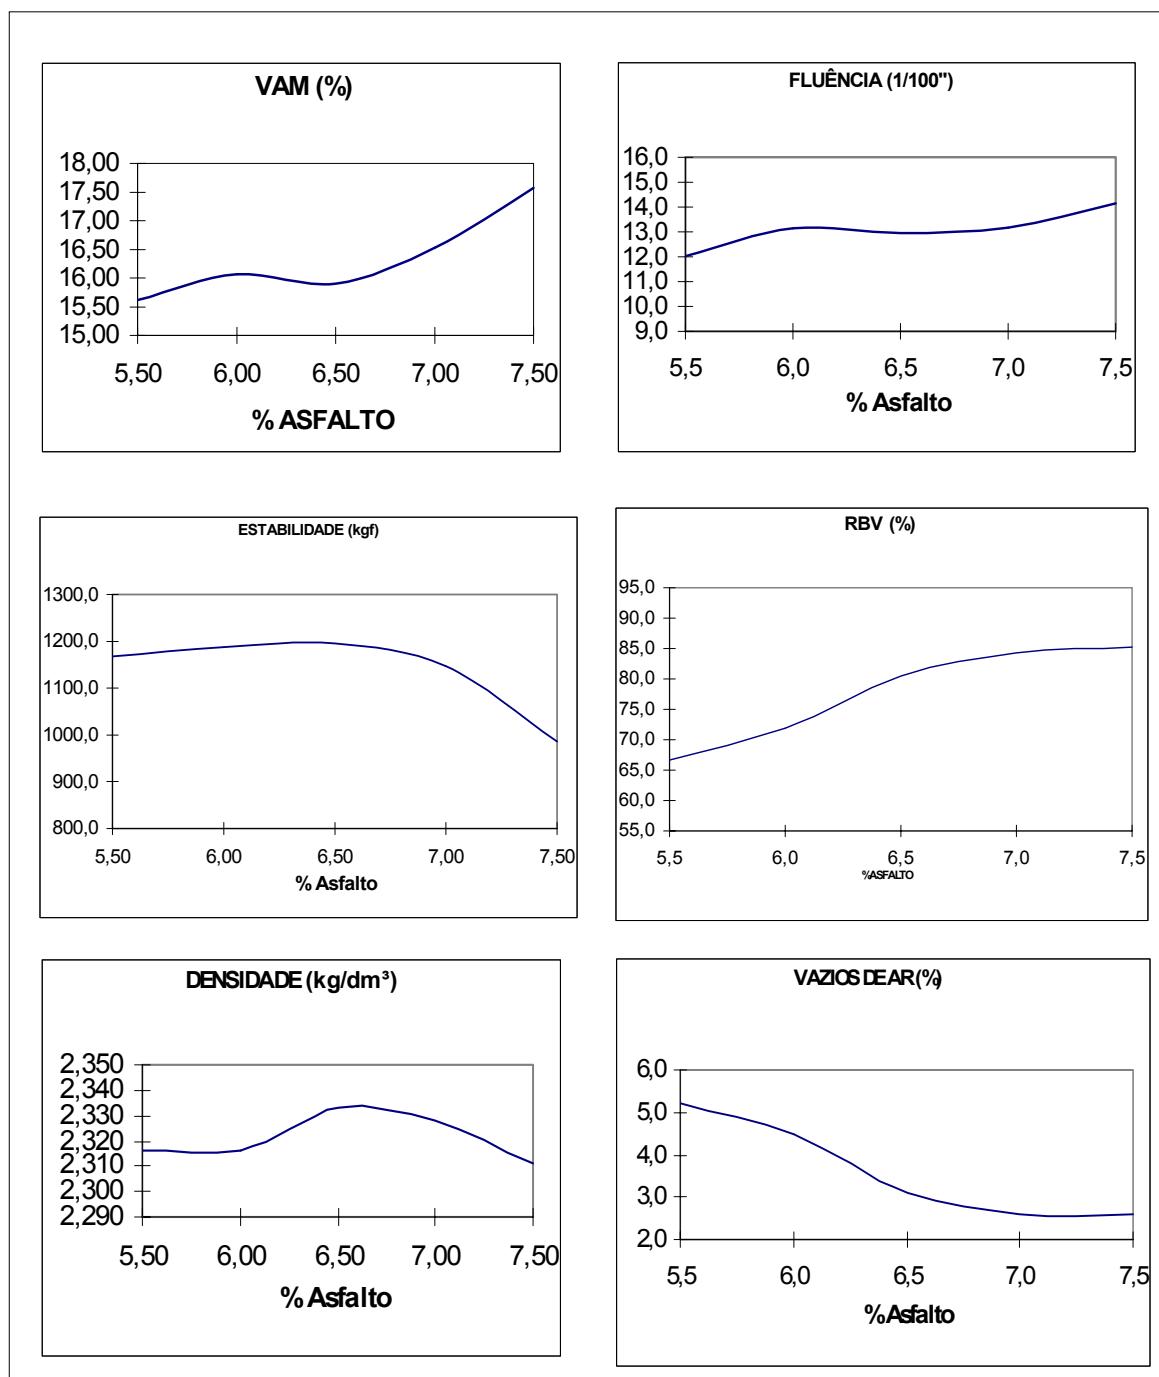 VAM (%)
18,00
17,50
17,00
16,50
16,00
15,50
15,00
5,50 6,00 6,50 7,00 7,50
% ASFALTO
FLUÊNCIA (1/100")
16,0
15,0
14,0
13,0
12,0
11,0
10,0
9,0
5,5 6,0 6,5 7,0 7,5
% Asfalto
ESTABILIDADE (kgf)
1300,0
1200,0
1100,0
1000,0
900,0
800,0
5,50 6,00 6,50 7,00 7,50
% Asfalto
RBV (%)
95,0
90,0
85,0
80,0
75,0
70,0
65,0
60,0
55,0
5,5 6,0 6,5 7,0 7,5
%ASFALTO
DENSIDADE (kg/dm³)
2,350
2,340
2,330
2,320
2,310
2,300
2,290
5,50 6,00 6,50 7,00 7,50
% Asfalto
VAZIOS DE AR (%)
6,0
5,0
4,0
3,0
2,0
5,5 6,0 6,5 7,0 7,5
% Asfalto